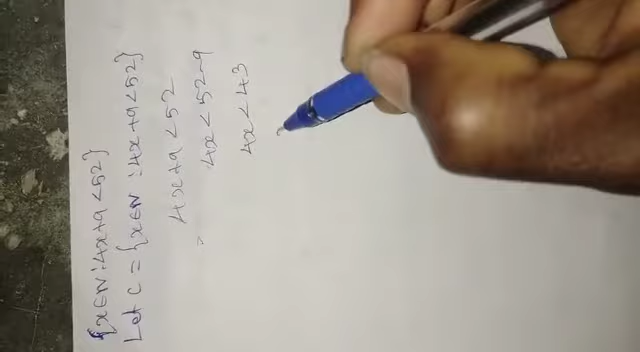 {x∈N:4x+9<52}
Let C = {x∈N :4x+9<52}
4x+9<52
= 4x<52-9
4x<43